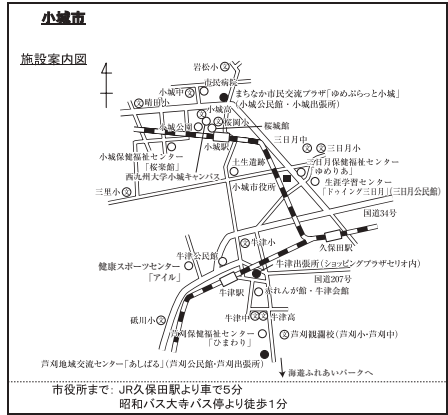 小城市
施設案内図
岩松小
市民病院
小城中
まちなか市民交流プラザ「ゆめぷらっと小城」
(小城公民館・小城出張所)
晴田小
小城高
桜岡小
桜城館
小城公園
小城駅
三日月中
三日月小
小城保健福祉センター
「桜楽館」
西九州大学小城キャンパス
土生遺跡
三日月保健福祉センター
「ゆめりあ」
三里小
小城市役所
生涯学習センター
「ドゥイング三日月」(三日月公民館)
国道34号
牛津小
久保田駅
牛津公民館
牛津出張所(ショッピングプラザセリオ内)
健康スポーツセンター
「アイル」
国道207号
牛津駅
赤れんが館・牛津会館
砥川小
牛津中
牛津高
芦刈保健福祉センター
「ひまわり」
芦刈観瀾校(芦刈小・芦刈中)
芦刈地域交流センター「あしぱる」(芦刈公民館・芦刈出張所)
海遊ふれあいパークへ
市役所まで：JR久保田駅より車で5分
昭和バス大寺バス停より徒歩1分